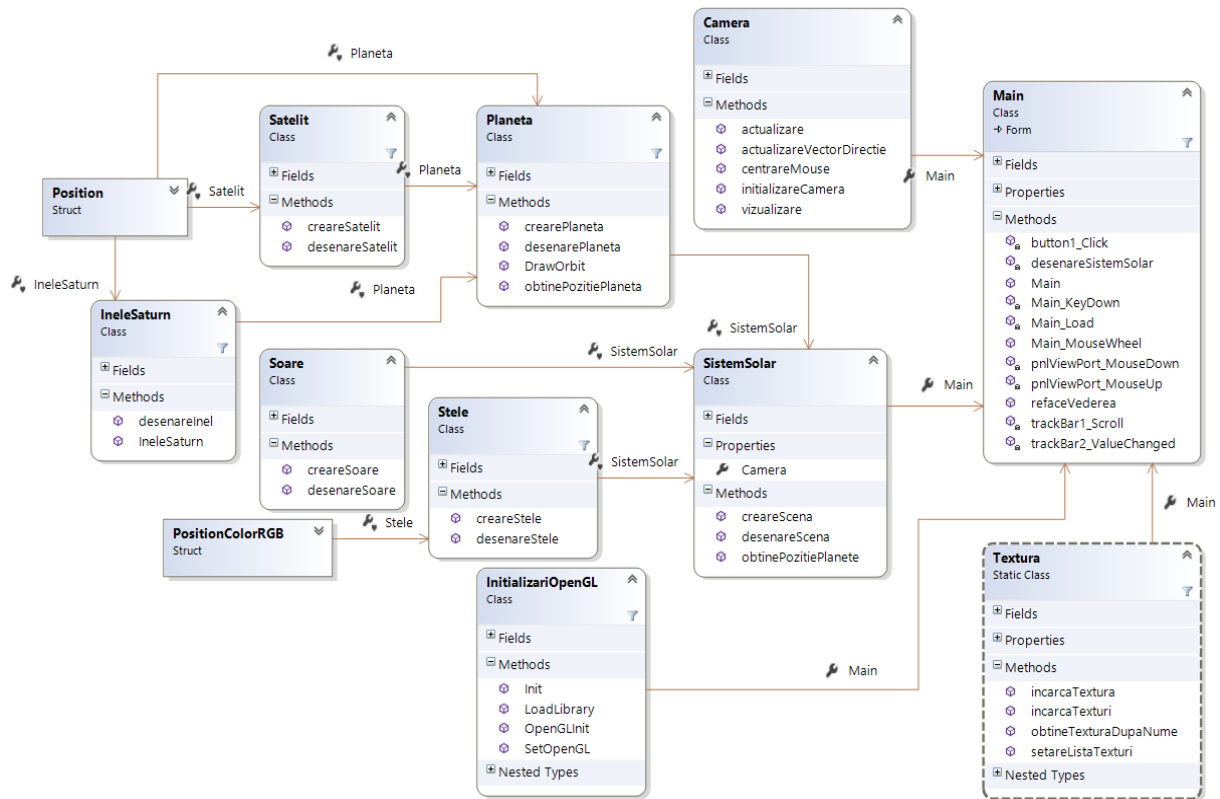 Planeta
Camera
Class
Fields
Methods
actualizare
actualizareVectorDirectie
centrareMouse
initializareCamera
vizualizare
Main
Main
Class
Form
Fields
Properties
Methods
button1_Click
desenareSistemSolar
Main
Main_KeyDown
Main_Load
Main_MouseWheel
pnlViewPort_MouseDown
pnlViewPort_MouseUp
refaceVederea
trackBar1_Scroll
trackBar2_ValueChanged
Satelit
Class
Fields
Methods
creareSatelit
desenareSatelit
Planeta
Planeta
Class
Fields
Methods
crearePlaneta
desenarePlaneta
DrawOrbit
obtinePozitiePlaneta
Position
Struct
Satelit
IneleSaturn
Planeta
IneleSaturn
Class
Fields
Methods
desenareInel
IneleSaturn
SistemSolar
Soare
Class
Fields
Methods
creareSoare
desenareSoare
SistemSolar
SistemSolar
Class
Fields
Properties
Camera
Methods
creareScena
desenareScena
obtinePozitiePlanete
Main
Stele
Class
Fields
Methods
creareStele
desenareStele
SistemSolar
PositionColorRGB
Struct
Stele
InitializariOpenGL
Class
Fields
Methods
Init
LoadLibrary
OpenGLInit
SetOpenGL
Nested Types
Main
Main
Textura
Static Class
Fields
Properties
Methods
incarcaTextura
incarcaTexturi
obtineTexturaDupaNume
setareListaTexturi
Nested Types